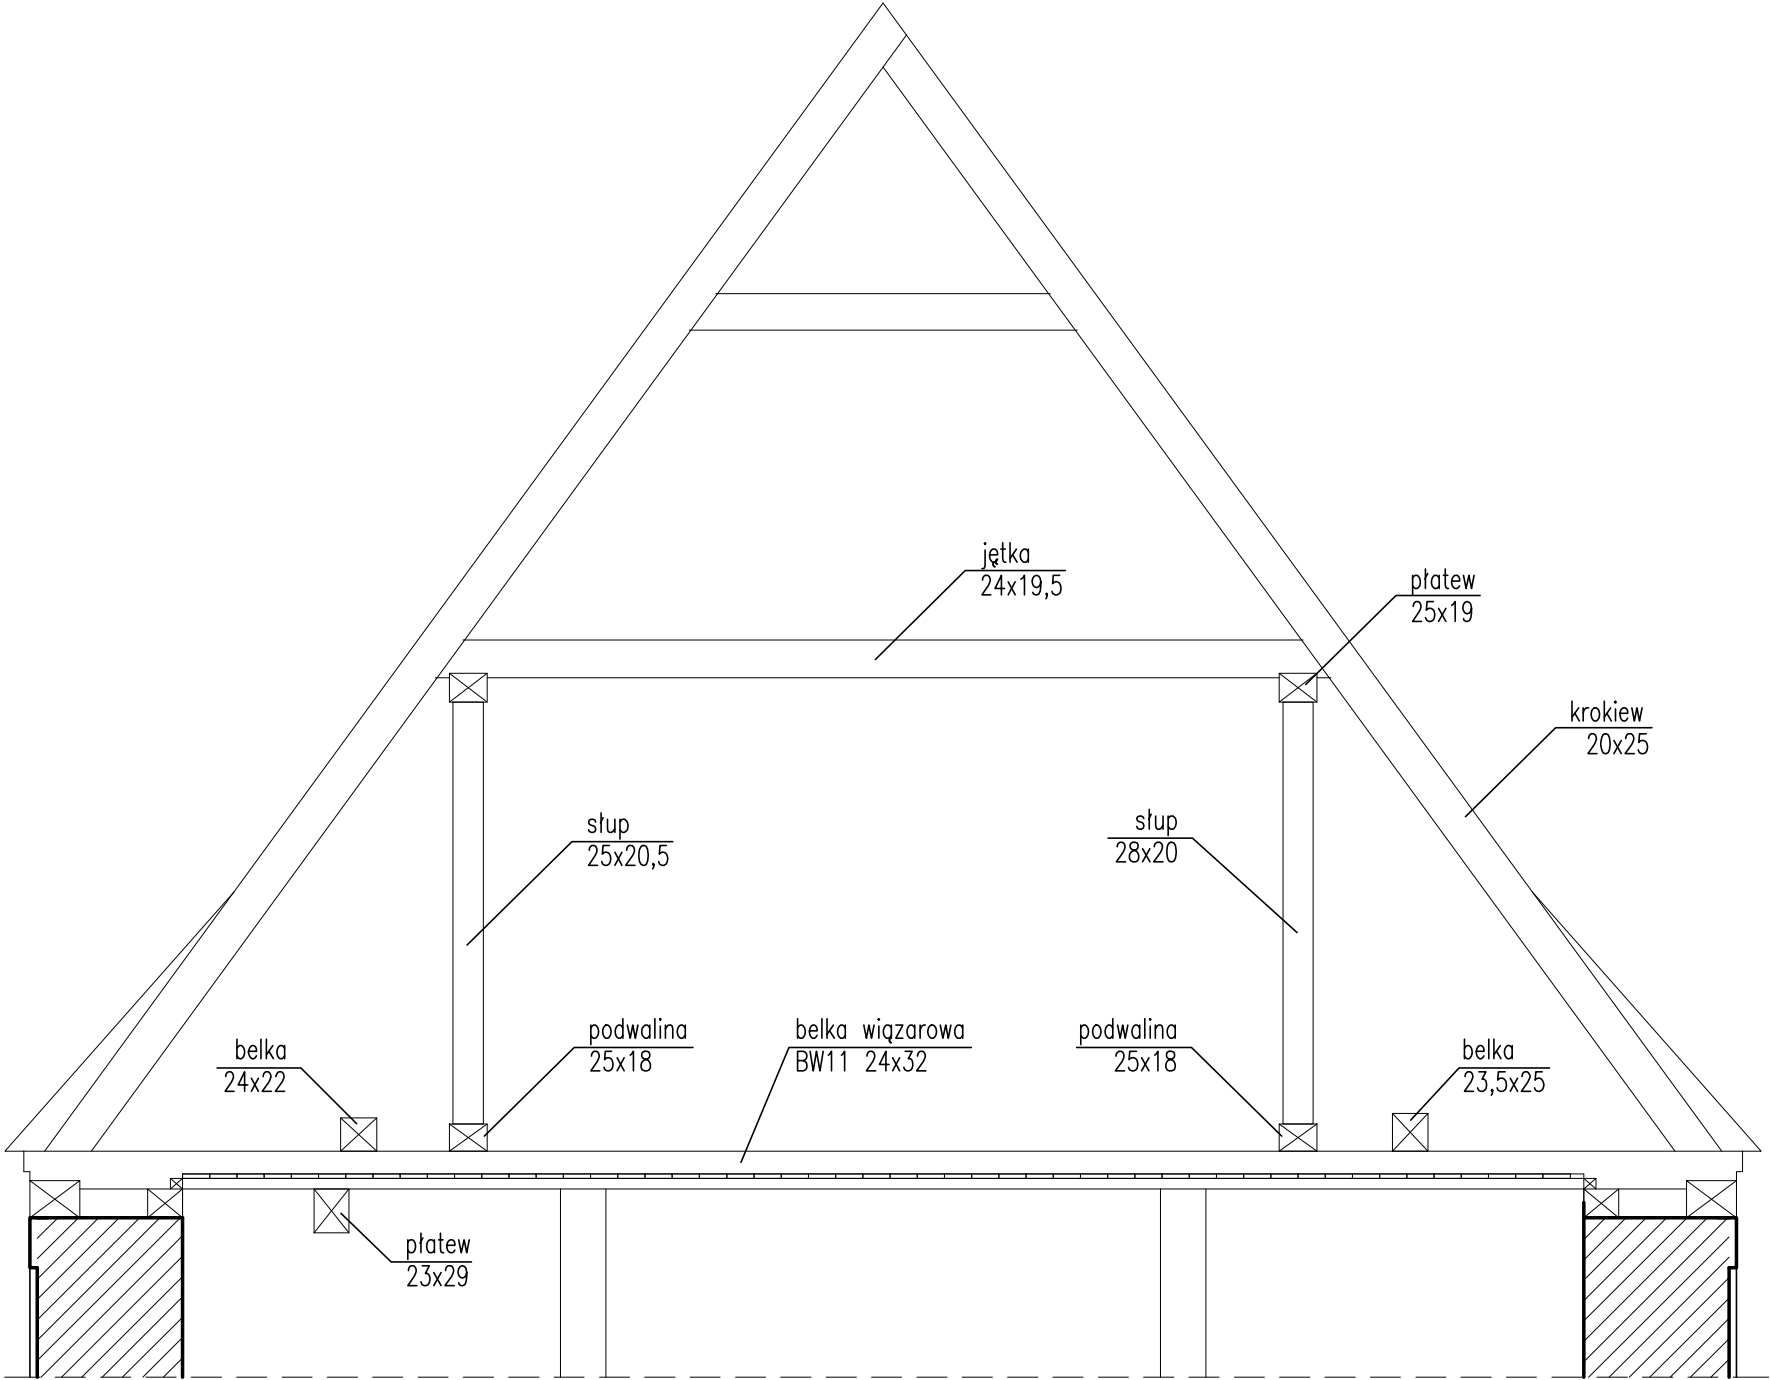 jętka
24x19,5
płatew
25x19
krokiew
20x25
słup
25x20,5
słup
28x20
belka
24x22
podwalina
25x18
belka wiązarowa
BW11 24x32
podwalina
25x18
belka
23,5x25
płatew
23x29